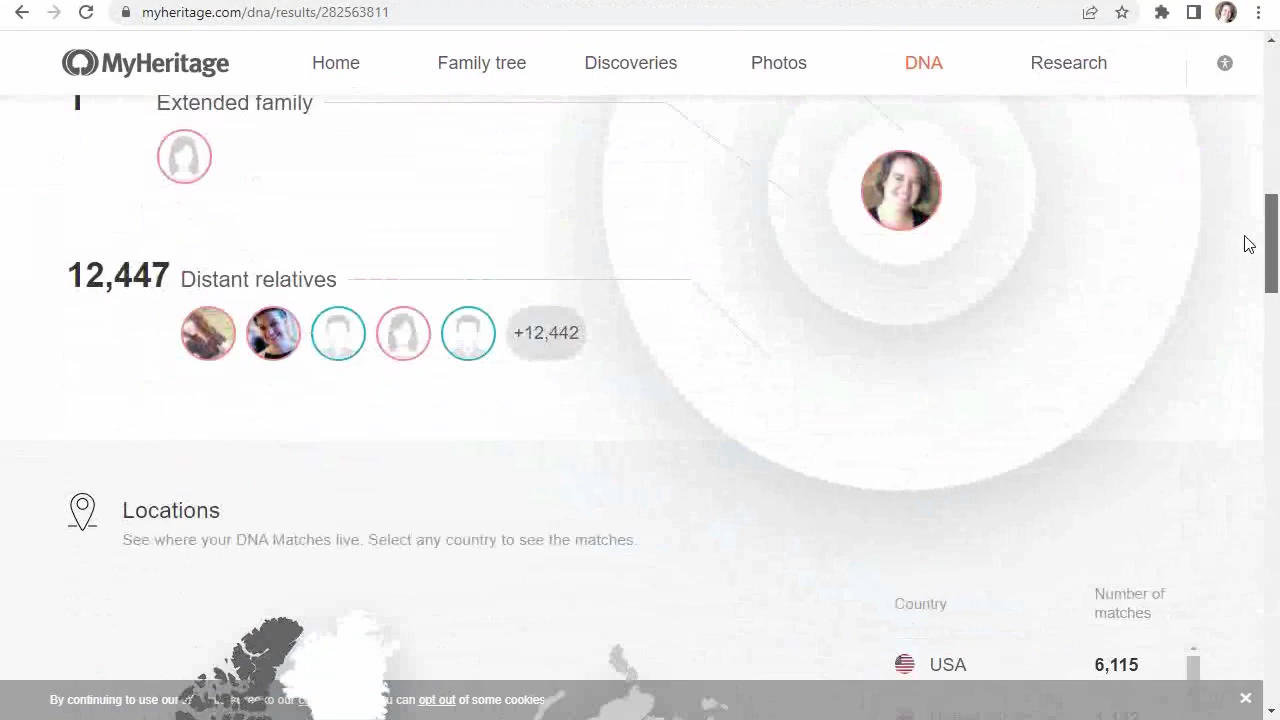 myheritage.com/dna/results/282563811
MyHeritage
Home
Family tree
Discoveries
Photos
DNA
Research
Extended family
12,447 Distant relatives
+12,442
Locations
See where your DNA Matches live. Select any country to see the matches.
Country
Number of
matches
USA
6,115
By continuing to use our
you can opt out of some cookies